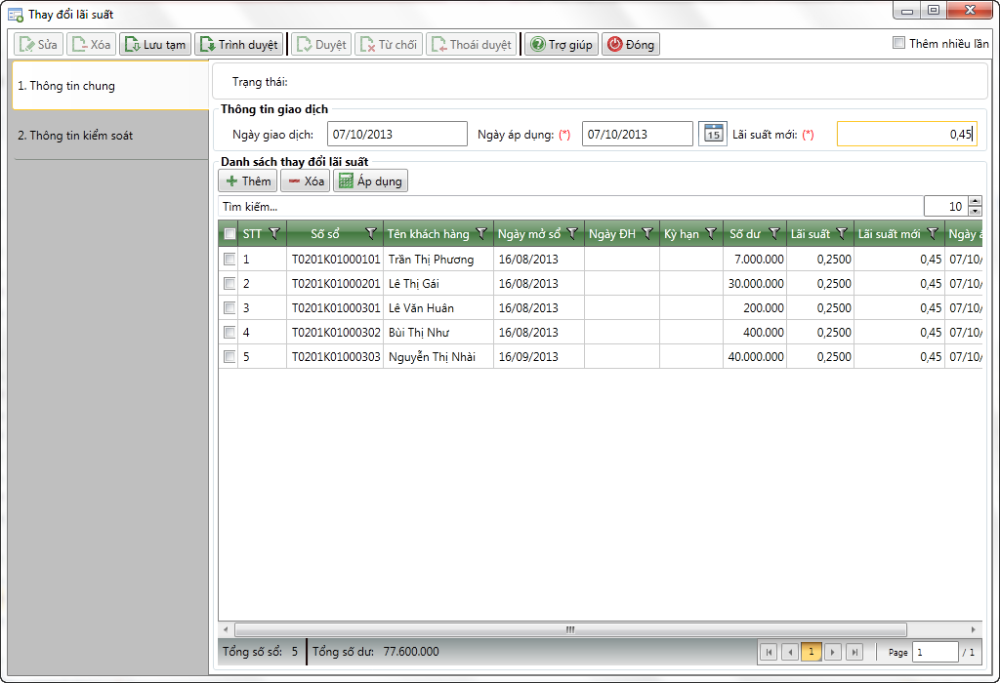 Thay đổi lãi suất
Sửa Xóa Lưu tạm Trình duyệt Duyệt Từ chối Thoái duyệt Trợ giúp Đóng Thêm nhiều lần
1. Thông tin chung
2. Thông tin kiểm soát
Trạng thái:
Thông tin giao dịch
Ngày giao dịch: 07/10/2013 Ngày áp dụng: (*) 07/10/2013 15 Lãi suất mới: (*) 0,45
Danh sách thay đổi lãi suất
Thêm Xóa Áp dụng
Tìm kiếm... 10
STT Số sổ Tên khách hàng Ngày mở sổ Ngày ĐH Kỳ hạn Số dư Lãi suất Lãi suất mới Ngày
1 T0201K01000101 Trần Thị Phương 16/08/2013 7.000.000 0,2500 0,45 07/10/
2 T0201K01000201 Lê Thị Gái 16/08/2013 30.000.000 0,2500 0,45 07/10/
3 T0201K01000301 Lê Văn Huân 16/08/2013 200.000 0,2500 0,45 07/10/
4 T0201K01000302 Bùi Thị Như 16/08/2013 400.000 0,2500 0,45 07/10/
5 T0201K01000303 Nguyễn Thị Nhài 16/09/2013 40.000.000 0,2500 0,45 07/10/
Tổng số sổ: 5 Tổng số dư: 77.600.000 1 Page 1 / 1